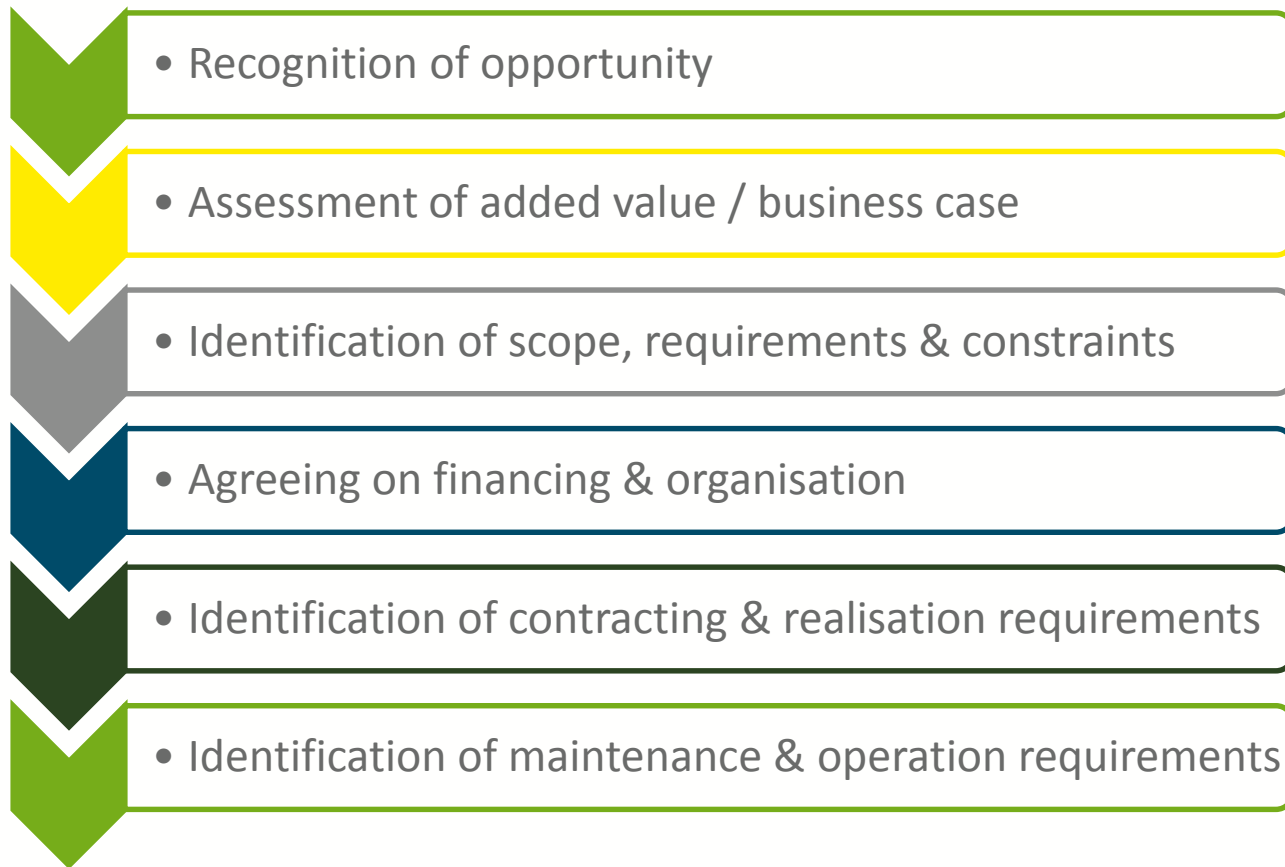 • Recognition of opportunity
• Assessment of added value / business case
• Identification of scope, requirements & constraints
• Agreeing on financing & organisation
• Identification of contracting & realisation requirements
• Identification of maintenance & operation requirements